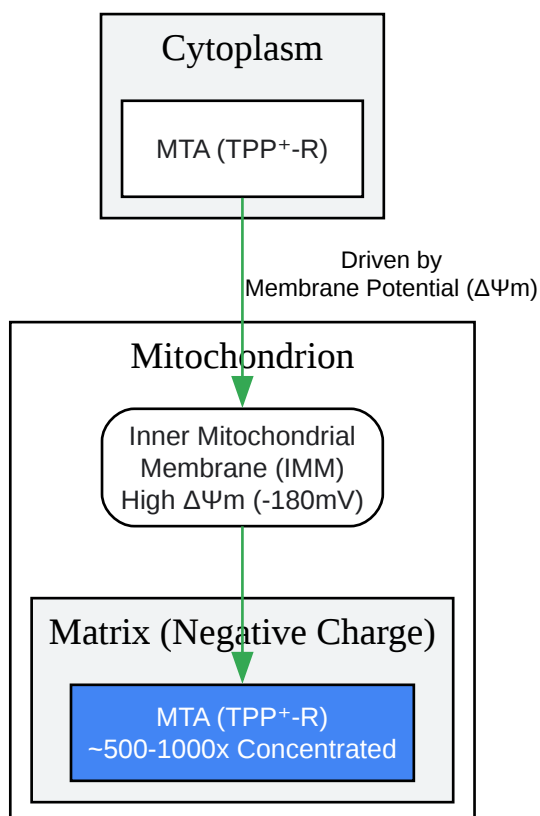 Cytoplasm
MTA (TPP⁺-R)
Driven by
Membrane Potential (ΔΨm)
Mitochondrion
Inner Mitochondrial
Membrane (IMM)
High ΔΨm (-180mV)
Matrix (Negative Charge)
MTA (TPP⁺-R)
~500-1000x Concentrated